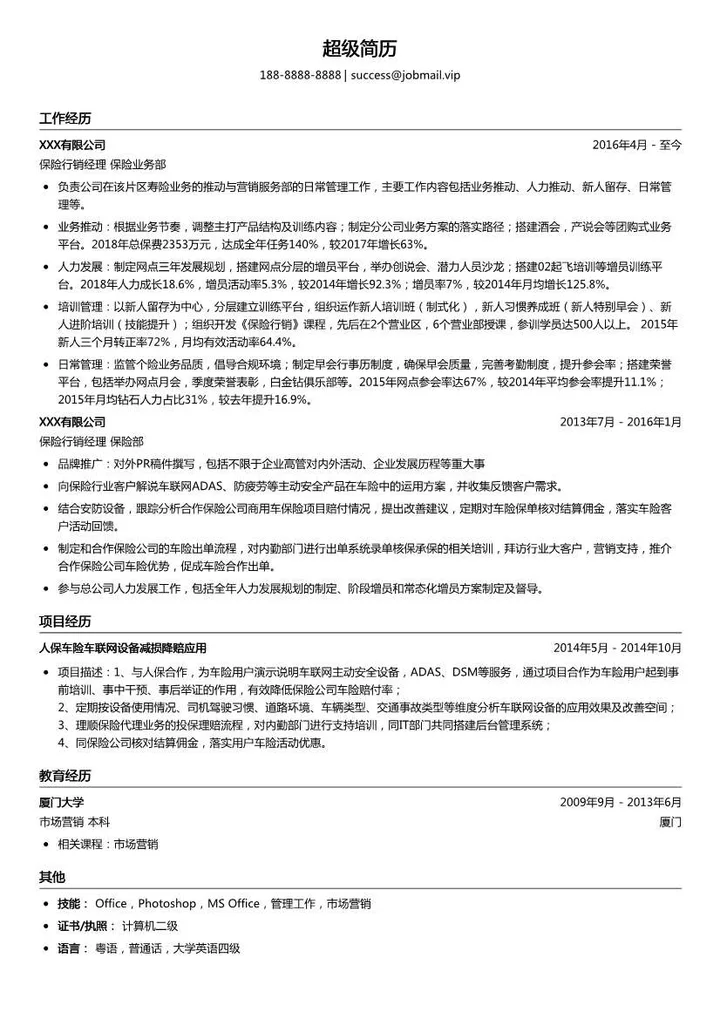 超级简历
188-8888-8888 | success@jobmail.vip
工作经历
XXX有限公司 2016年4月 - 至今
保险行销经理 保险业务部
• 负责公司在该片区寿险业务的推动与营销服务部的日常管理工作，主要工作内容包括业务推动、人力推动、新人留存、日常管
理等。
• 业务推动：根据业务节奏，调整主打产品结构及训练内容；制定分公司业务方案的落实路径；搭建酒会，产说会等团购式业务
平台。2018年总保费2353万元，达成全年任务140%，较2017年增长63%。
• 人力发展：制定网点三年发展规划，搭建网点分层的增员平台，举办创说会、潜力人员沙龙；搭建02起飞培训等增员训练平
台。2018年人力成长18.6%，增员活动率5.3%，较2014年增长92.3%；增员率7%，较2014年月均增长125.8%。
• 培训管理：以新人留存为中心，分层建立训练平台，组织运作新人培训班（制式化），新人习惯养成班（新人特别早会）、新
人进阶培训（技能提升）；组织开发《保险行销》课程，先后在2个营业区，6个营业部授课，参训学员达500人以上。 2015年
新人三个月转正率72%，月均有效活动率64.4%。
• 日常管理：监管个险业务品质，倡导合规环境；制定早会行事历制度，确保早会质量，完善考勤制度，提升参会率；搭建荣誉
平台，包括举办网点月会，季度荣誉表彰，白金钻俱乐部等。2015年网点参会率达67%，较2014年平均参会率提升11.1%；
2015年月均钻石人力占比31%，较去年提升16.9%。
XXX有限公司 2013年7月 - 2016年1月
保险行销经理 保险部
• 品牌推广：对外PR稿件撰写，包括不限于企业高管对内外活动、企业发展历程等重大事
• 向保险行业客户解说车联网ADAS、防疲劳等主动安全产品在车险中的运用方案，并收集反馈客户需求。
• 结合安防设备，跟踪分析合作保险公司商用车保险项目赔付情况，提出改善建议，定期对车险保单核对结算佣金，落实车险客
户活动回馈。
• 制定和合作保险公司的车险出单流程，对内勤部门进行出单系统录单核保承保的相关培训，拜访行业大客户，营销支持，推介
合作保险公司车险优势，促成车险合作出单。
• 参与总公司人力发展工作，包括全年人力发展规划的制定、阶段增员和常态化增员方案制定及督导。
项目经历
人保车险车联网设备减损降赔应用 2014年5月 - 2014年10月
• 项目描述：1、与人保合作，为车险用户演示说明车联网主动安全设备，ADAS、DSM等服务，通过项目合作为车险用户起到事
前培训、事中干预、事后举证的作用，有效降低保险公司车险赔付率；
2、定期按设备使用情况、司机驾驶习惯、道路环境、车辆类型、交通事故类型等维度分析车联网设备的应用效果及改善空间；
3、理顺保险代理业务的投保理赔流程，对内勤部门进行支持培训，同IT部门共同搭建后台管理系统；
4、同保险公司核对结算佣金，落实用户车险活动优惠。
教育经历
厦门大学 2009年9月 - 2013年6月
市场营销 本科 厦门
• 相关课程：市场营销
其他
• 技能： Office，Photoshop，MS Office，管理工作，市场营销
• 证书/执照： 计算机二级
• 语言： 粤语，普通话，大学英语四级